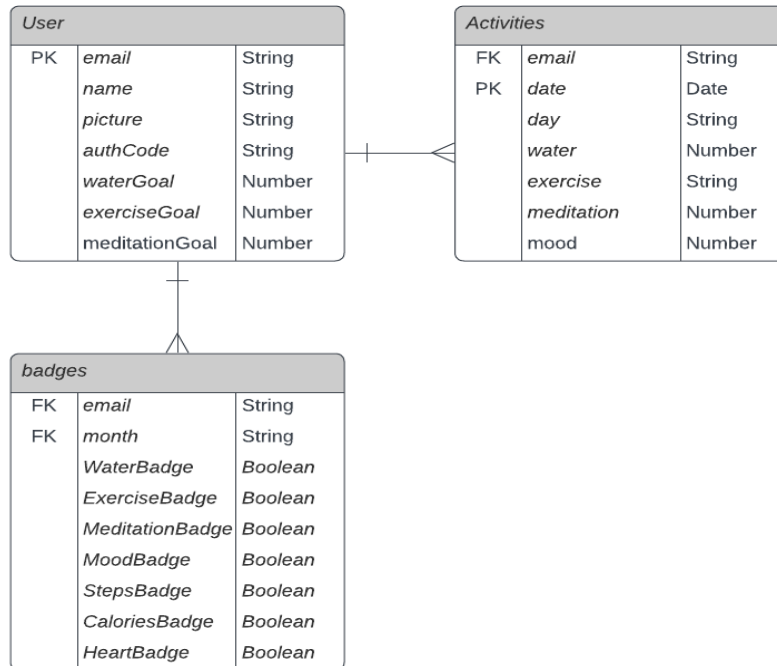 User
PK email String
name String
picture String
authCode String
waterGoal Number
exerciseGoal Number
meditationGoal Number
Activities
FK email String
PK date Date
day String
water Number
exercise String
meditation Number
mood Number
badges
FK email String
FK month String
WaterBadge Boolean
ExerciseBadge Boolean
MeditationBadge Boolean
MoodBadge Boolean
StepsBadge Boolean
CaloriesBadge Boolean
HeartBadge Boolean